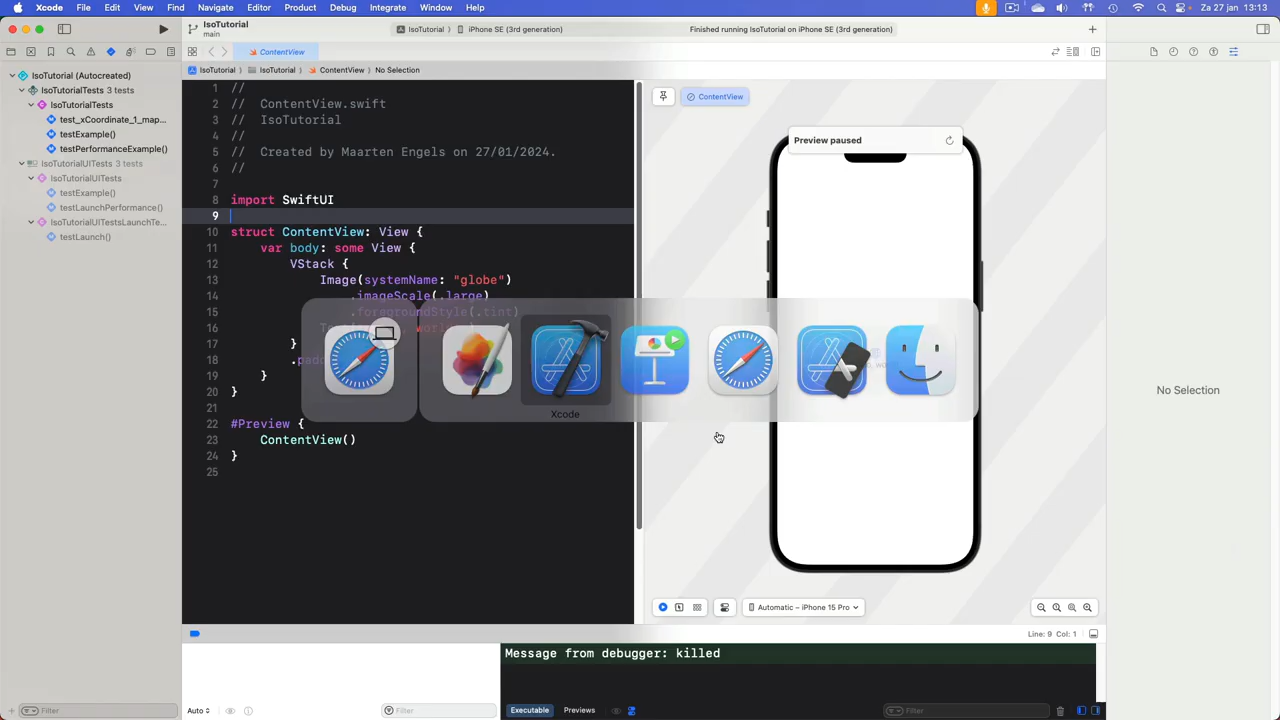 Xcode File Edit View Find Navigate Editor Product Debug Integrate Window Help
Sat 27 Jan 13:13
IsoTutorial
main
IsoTutorial
iPhone SE (3rd generation)
Finished running IsoTutorial on iPhone SE (3rd generation)
ContentView
IsoTutorial
IsoTutorial
ContentView
No Selection
IsoTutorial (Autocreated)
IsoTutorialTests 3 tests
IsoTutorialTests
test_xCoordinate_1_map...
testExample()
testPerformanceExample()
IsoTutorialUITests 3 tests
IsoTutorialUITests
testExample()
testLaunchPerformance()
IsoTutorialUITestsLaunchTe...
testLaunch()
1 //
2 // ContentView.swift
3 // IsoTutorial
4 //
5 // Created by Maarten Engels on 27/01/2024.
6 //
7
8 import SwiftUI
9
10 struct ContentView: View {
11 var body: some View {
12 VStack {
13 Image(systemName: "globe")
14 .imageScale(.large)
15 .foregroundStyle(.tint)
16
17 }
18
19 }
20 }
21
22 #Preview {
23 ContentView()
24 }
25
ContentView
Preview paused
Xcode
No Selection
Automatic – iPhone 15 Pro
Line: 9 Col: 1
Message from debugger: killed
Filter
Auto
Filter
Executable
Previews
Filter